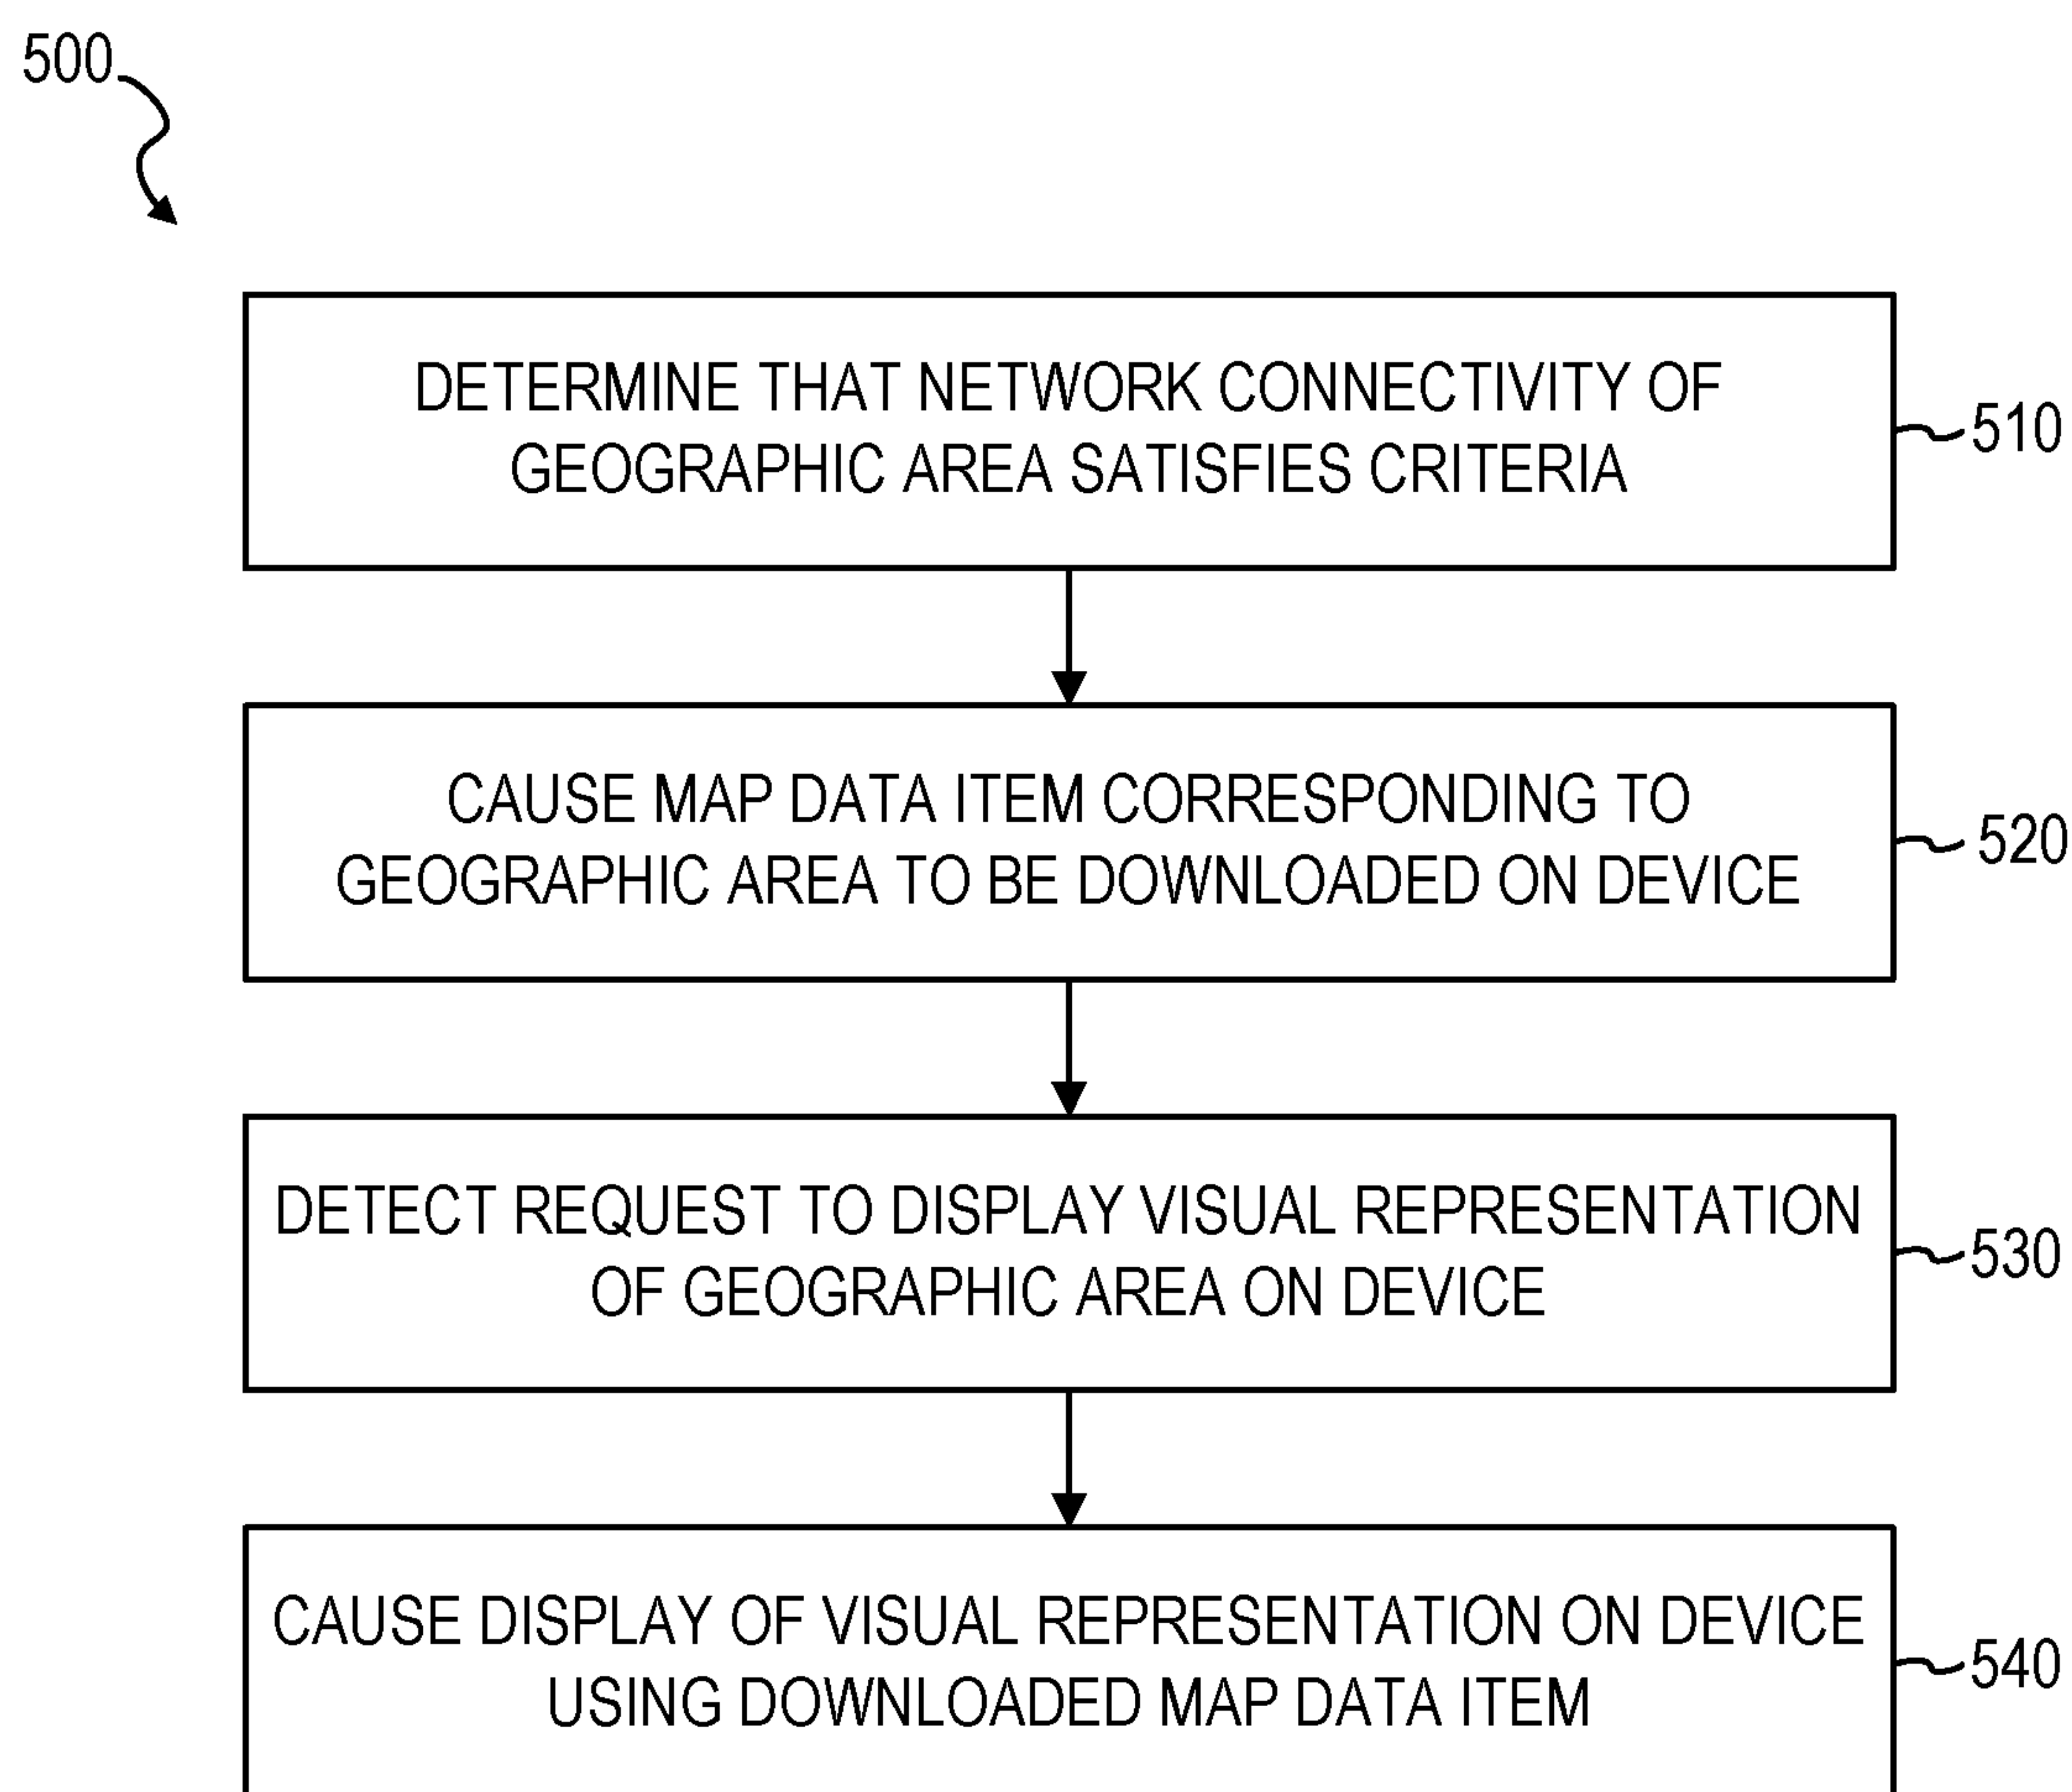 500
DETERMINE THAT NETWORK CONNECTIVITY OF
GEOGRAPHIC AREA SATISFIES CRITERIA
510
CAUSE MAP DATA ITEM CORRESPONDING TO
GEOGRAPHIC AREA TO BE DOWNLOADED ON DEVICE
520
DETECT REQUEST TO DISPLAY VISUAL REPRESENTATION
OF GEOGRAPHIC AREA ON DEVICE
530
CAUSE DISPLAY OF VISUAL REPRESENTATION ON DEVICE
USING DOWNLOADED MAP DATA ITEM
540